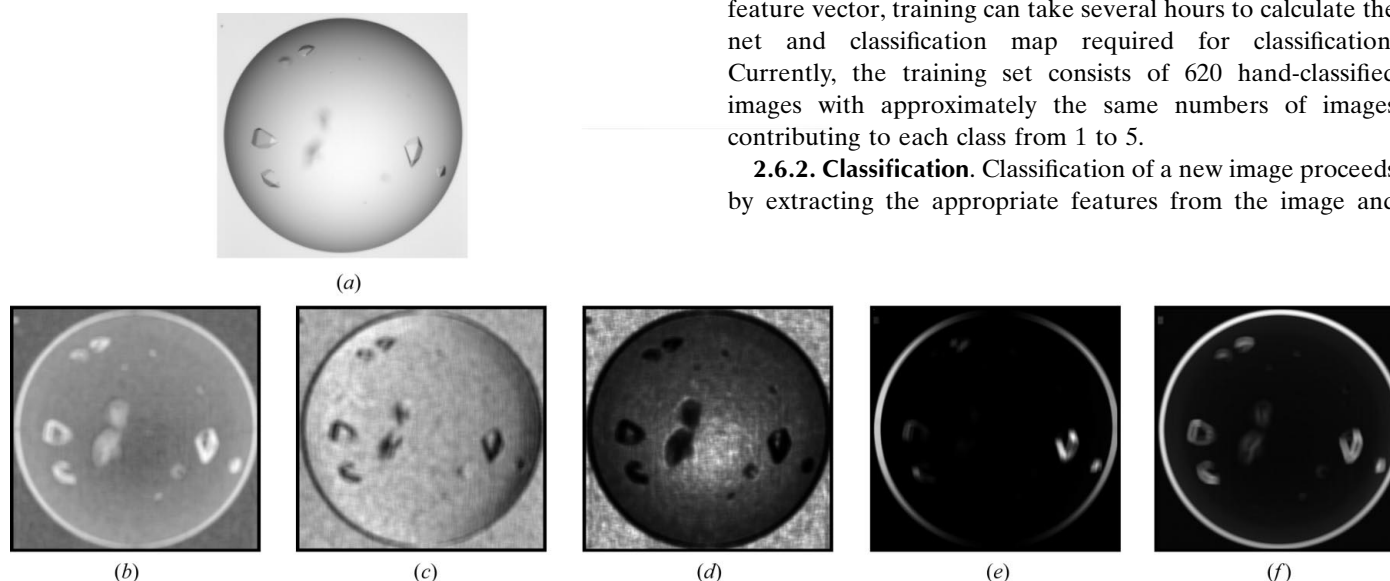 feature vector, training can take several hours to calculate the
net and classification map required for classification
Currently, the training set consists of 620 hand-classified
images with approximately the same numbers of images
contributing to each class from 1 to 5.
2.6.2. Classification. Classification of a new image proceeds
by extracting the appropriate features from the image and
(a)
(b) (c) (d) (e) (f)